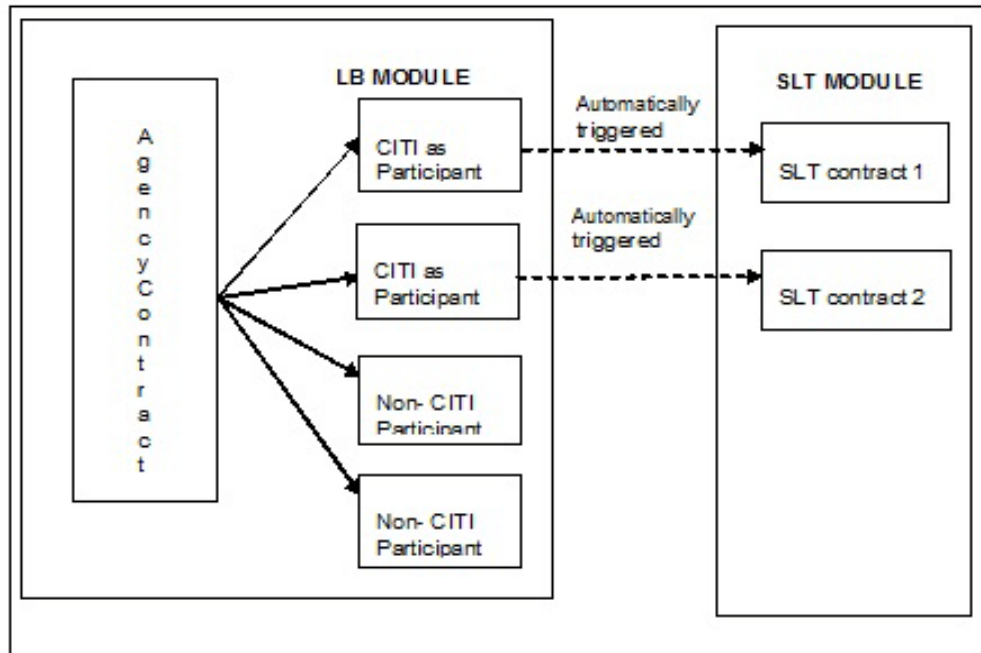 LB MODULE
SLT MODULE
AgencyContract
CITI as
Participant
Automatically
triggered
SLT contract 1
CITI as
Participant
Automatically
triggered
SLT contract 2
Non- CITI
Participant
Non- CITI
Participant